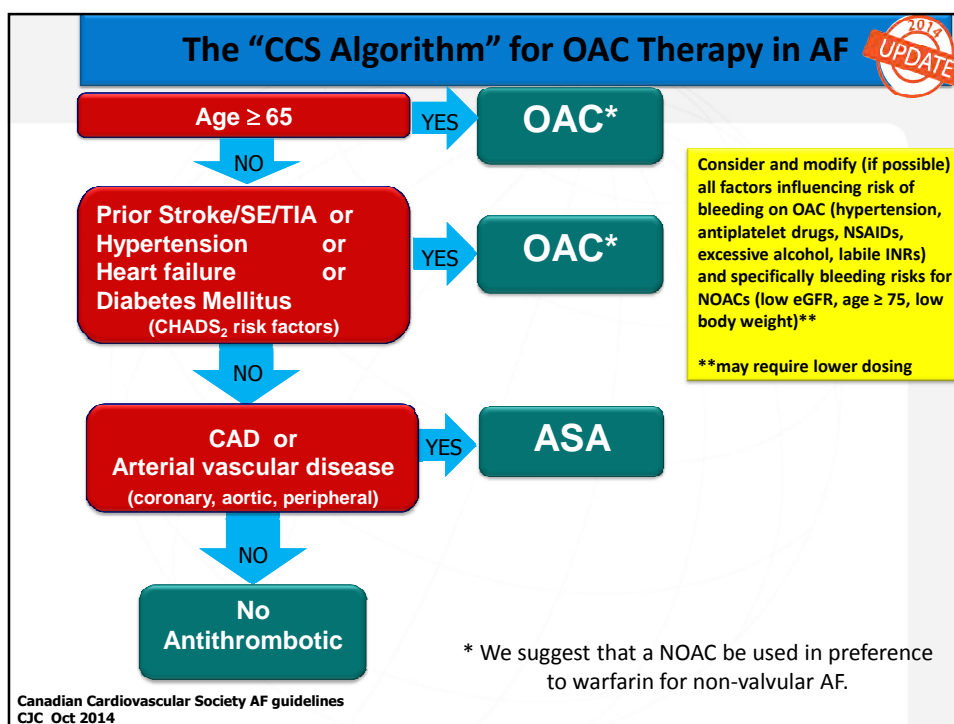 The “CCS Algorithm” for OAC Therapy in AF
2014
UPDATE
Age ≥ 65
YES
OAC*
NO
Prior Stroke/SE/TIA or
Hypertension or
Heart failure or
Diabetes Mellitus
(CHADS₂ risk factors)
YES
OAC*
NO
CAD or
Arterial vascular disease
(coronary, aortic, peripheral)
YES
ASA
NO
No
Antithrombotic
Consider and modify (if possible)
all factors influencing risk of
bleeding on OAC (hypertension,
antiplatelet drugs, NSAIDs,
excessive alcohol, labile INRs)
and specifically bleeding risks for
NOACs (low eGFR, age ≥ 75, low
body weight)**
**may require lower dosing
* We suggest that a NOAC be used in preference
to warfarin for non-valvular AF.
Canadian Cardiovascular Society AF guidelines
CJC Oct 2014